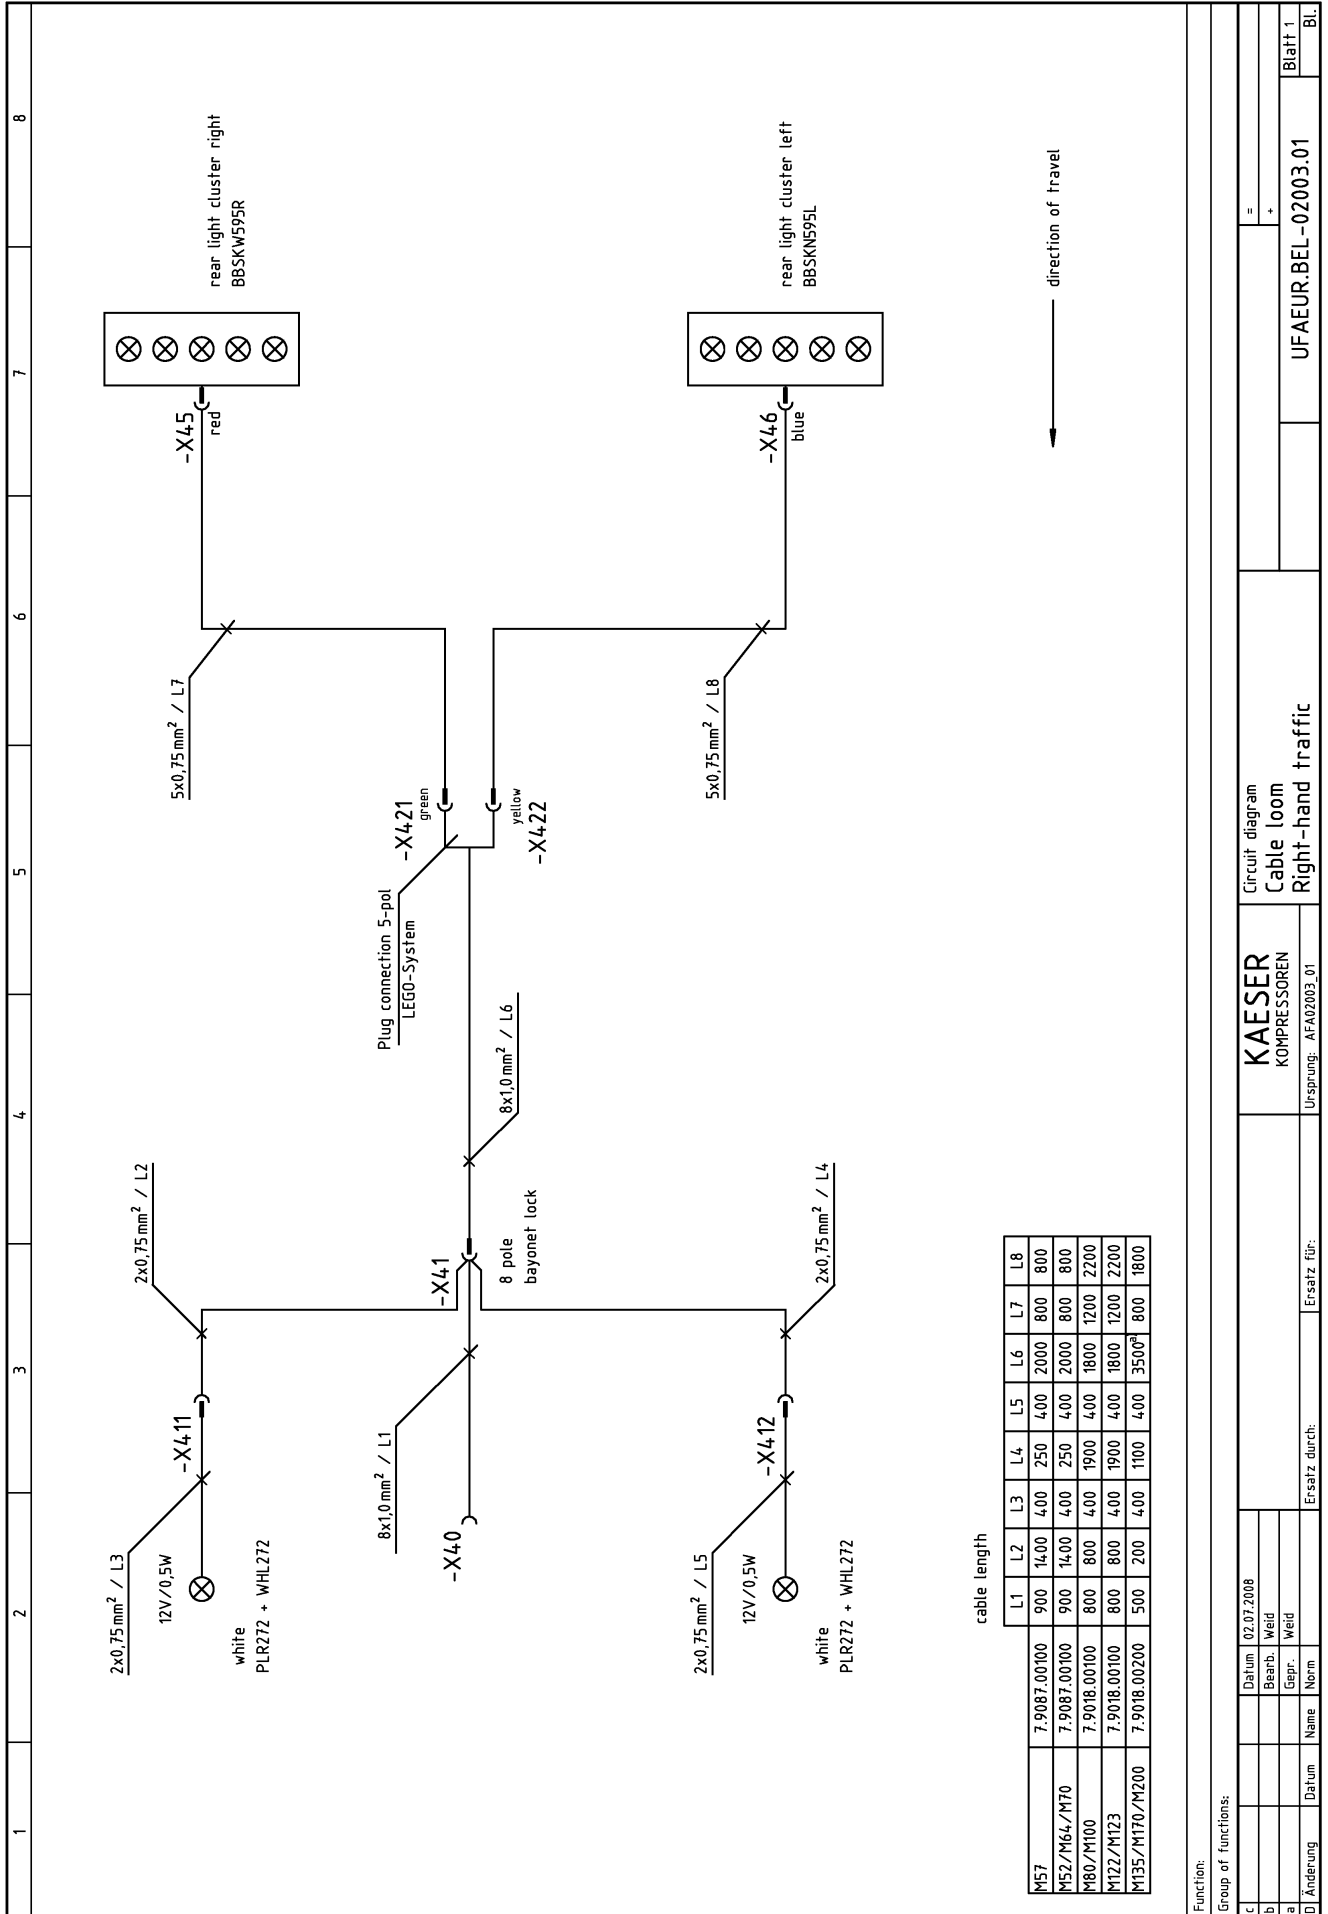 1 2 3 4 5 6 7 8
2x0,75mm² / L3
12V/0,5W
white
PLR272 + WHL272
-X411
2x0,75mm² / L2
5x0,75mm² / L7
-X45
red
rear light cluster right
BBSKW595R
8x1,0mm² / L1
-X40
-X41
8 pole
bayonet lock
8x1,0mm² / L6
Plug connection 5-pol
LEGO-System
-X421
green
yellow
-X422
2x0,75mm² / L5
12V/0,5W
white
PLR272 + WHL272
-X412
2x0,75mm² / L4
5x0,75mm² / L8
-X46
blue
rear light cluster left
BBSKN595L
direction of travel
cable length
L1 L2 L3 L4 L5 L6 L7 L8
M57 7.9087.00100 900 1400 400 250 400 2000 800 800
M52/M64/M70 7.9087.00100 900 1400 400 250 400 2000 800 800
M80/M100 7.9018.00100 800 800 400 1900 400 1800 1200 2200
M122/M123 7.9018.00100 800 800 400 1900 400 1800 1200 2200
M135/M170/M200 7.9018.00200 500 200 400 1100 400 3500a) 800 1800
Function:
Group of functions:
c
b
a
D Änderung Datum Name Norm
Datum 02.07.2008
Bearb. Weid
Gepr. Weid
Ersatz durch: Ersatz für:
KAESER
KOMPRESSOREN
Ursprung: AFA02003_01
Circuit diagram
Cable loom
Right-hand traffic
=
+
UFAEUR.BEL-02003.01
Blatt 1
Bl.